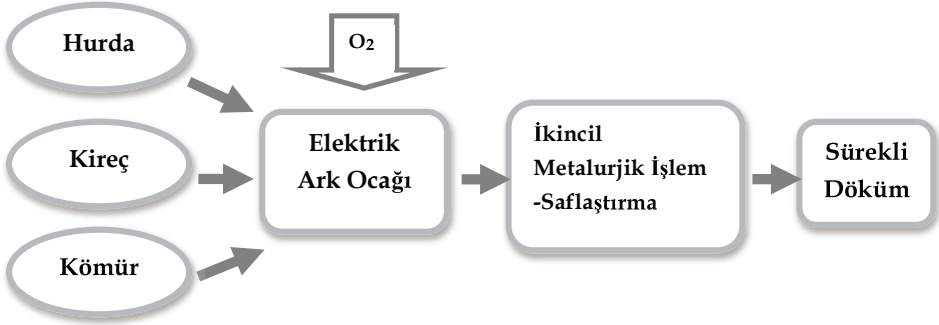 Hurda
O2
Kireç
Elektrik
Ark Ocağı
İkincil
Metalurjik İşlem
-Saflaştırma
Sürekli
Döküm
Kömür